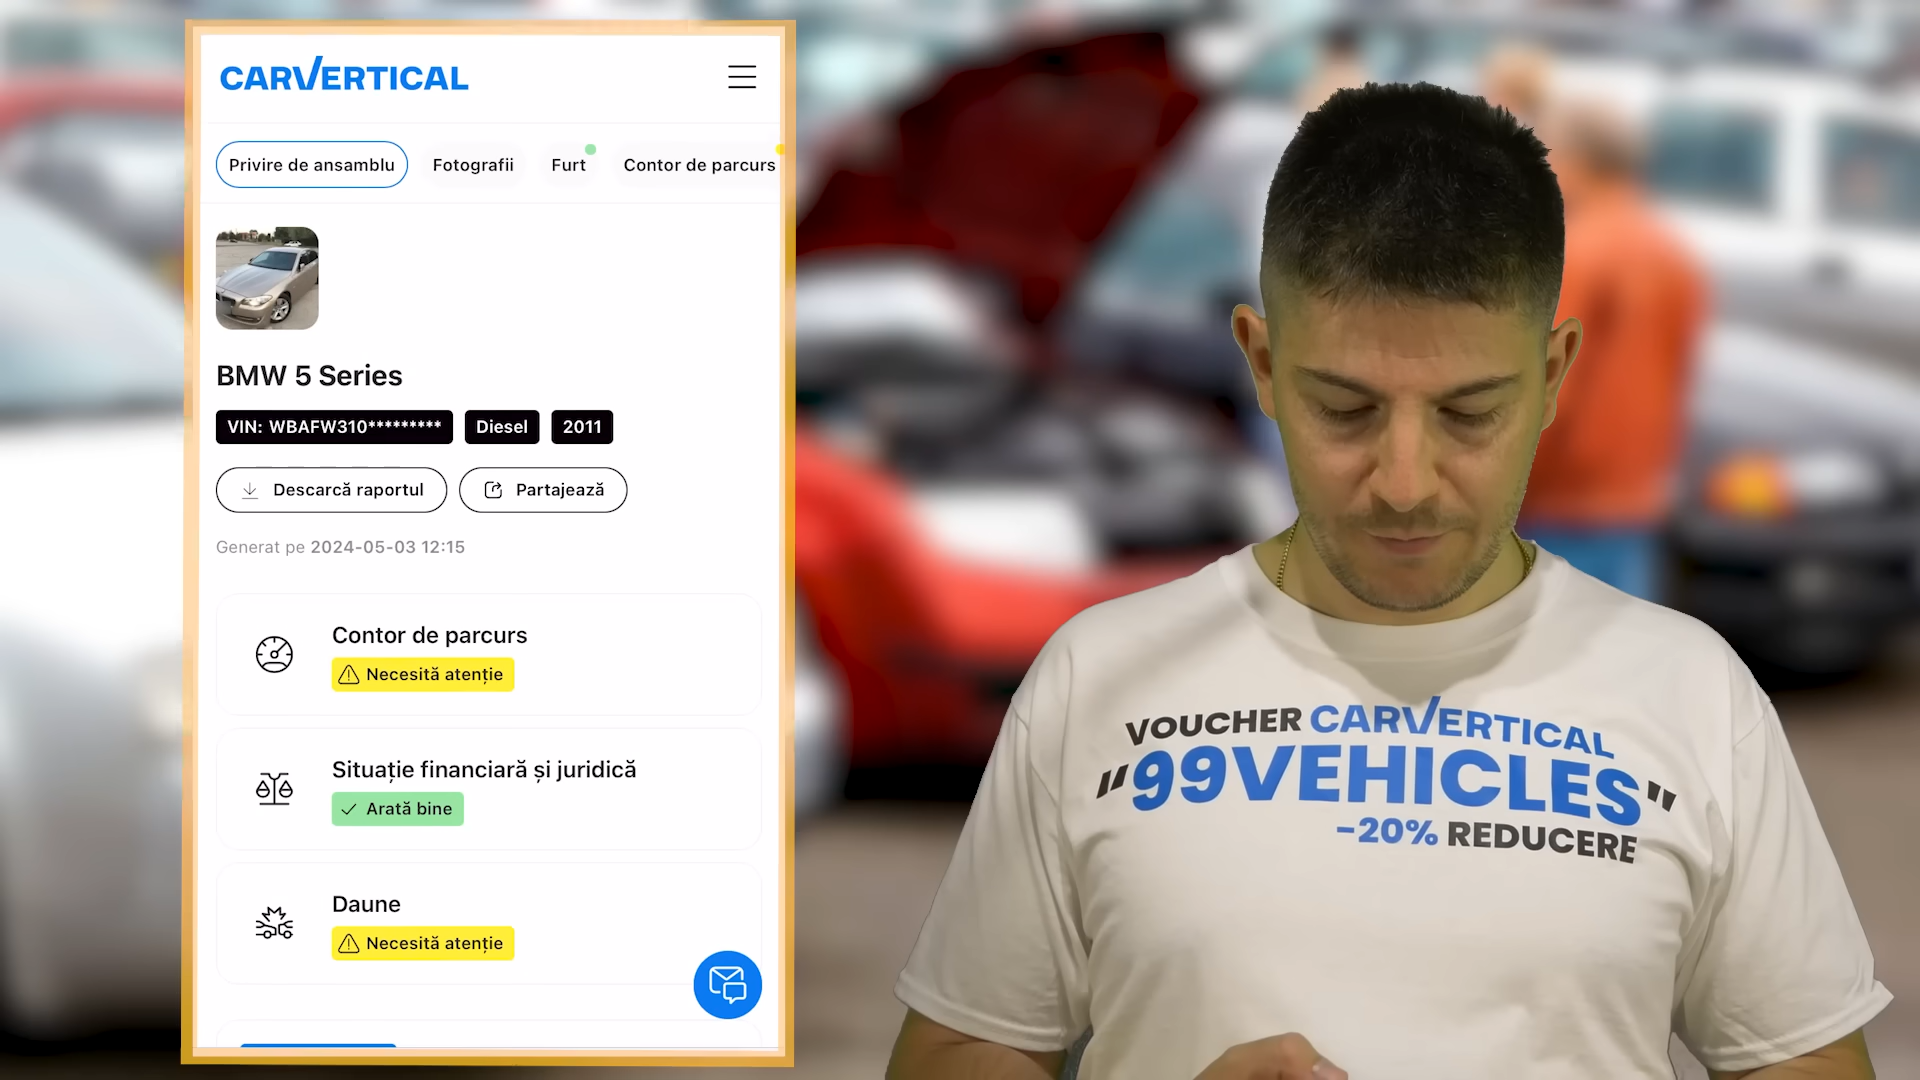 CARVERTICAL
Privire de ansamblu
Fotografii
Furt
Contor de parcurs
BMW 5 Series
VIN: WBAFW310*********
Diesel
2011
Descarcă raportul
Partajează
Generat pe 2024-05-03 12:15
Contor de parcurs
Necesită atenție
Situație financiară și juridică
Arată bine
Daune
Necesită atenție
VOUCHER CARVERTICAL
"99VEHICLES"
-20% REDUCERE